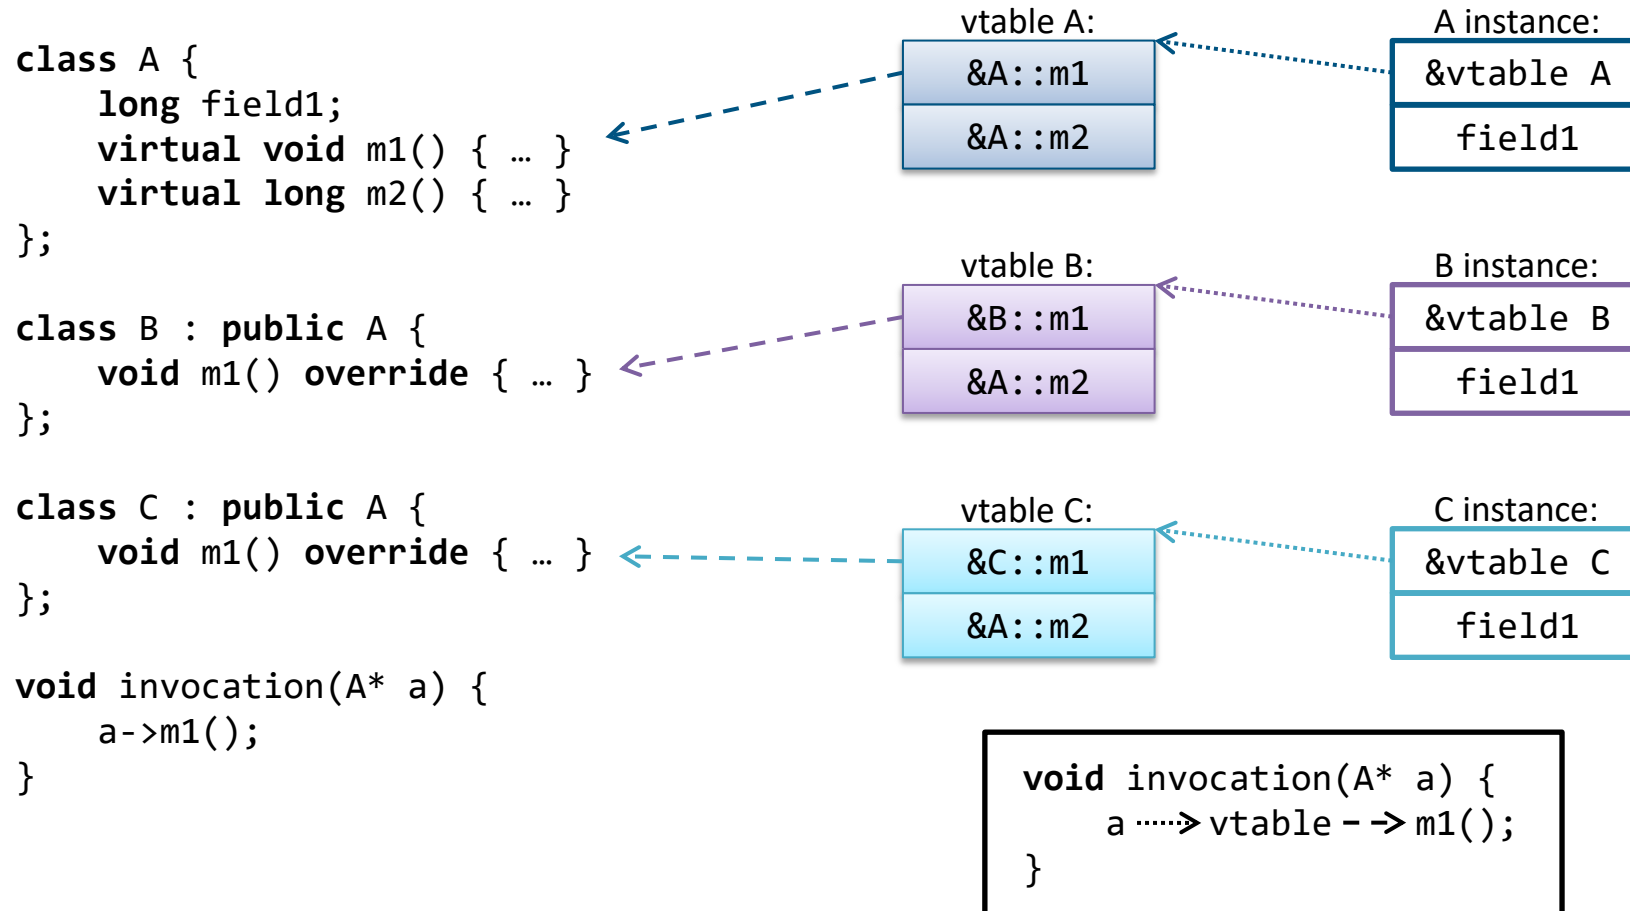 class A {
    long field1;
    virtual void m1() { … }
    virtual long m2() { … }
};
class B : public A {
    void m1() override { … }
};
class C : public A {
    void m1() override { … }
};
void invocation(A* a) {
    a->m1();
}
vtable A:
&A::m1
&A::m2
A instance:
&vtable A
field1
vtable B:
&B::m1
&A::m2
B instance:
&vtable B
field1
vtable C:
&C::m1
&A::m2
C instance:
&vtable C
field1
void invocation(A* a) {
    a vtable m1();
}